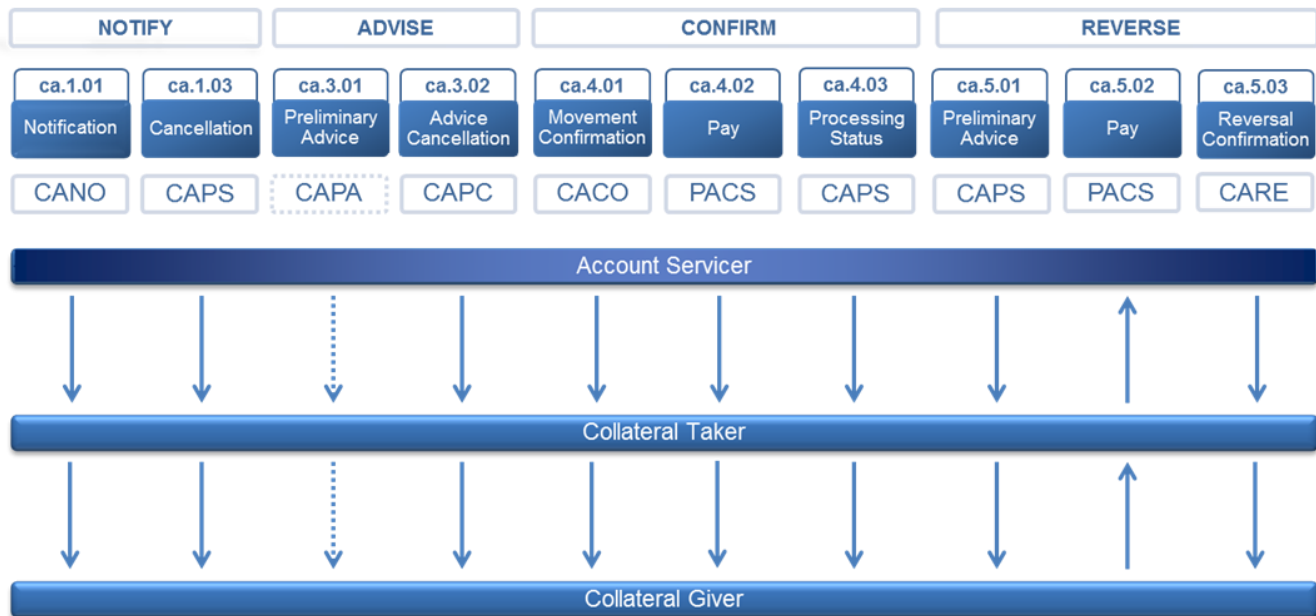 NOTIFY ADVISE CONFIRM REVERSE
ca.1.01 ca.1.03 ca.3.01 ca.3.02 ca.4.01 ca.4.02 ca.4.03 ca.5.01 ca.5.02 ca.5.03
Notification Cancellation Preliminary Advice Advice Cancellation Movement Confirmation Pay Processing Status Preliminary Advice Pay Reversal Confirmation
CANO CAPS CAPA CAPC CACO PACS CAPS CAPS PACS CARE
Account Servicer
Collateral Taker
Collateral Giver